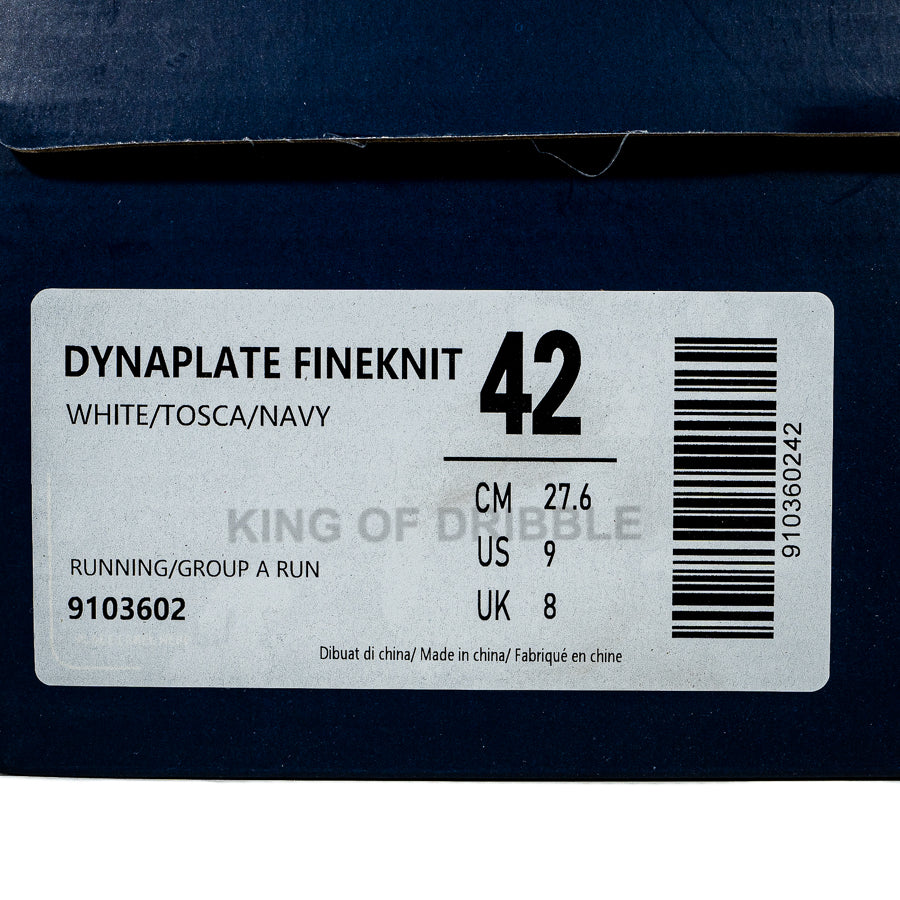 DYNAPLATE FINEKNIT
WHITE/TOSCA/NAVY
42
CM 27.6
US 9
UK 8
KING OF DRIBBLE
RUNNING/GROUP A RUN
9103602
Dibuat di china/ Made in china/ Fabriqué en chine
910360242